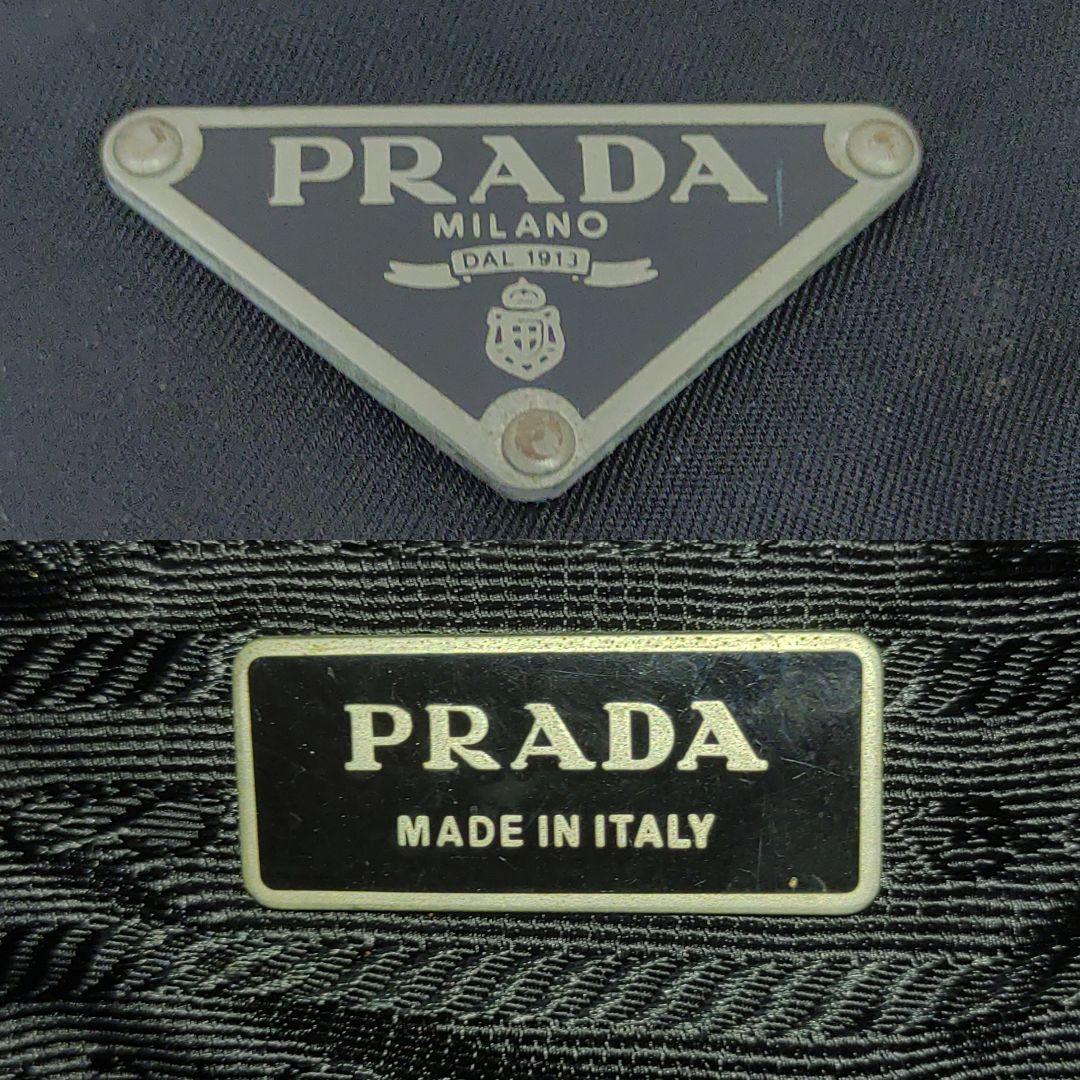 PRADA
MILANO
DAL 1913
PRADA
MADE IN ITALY